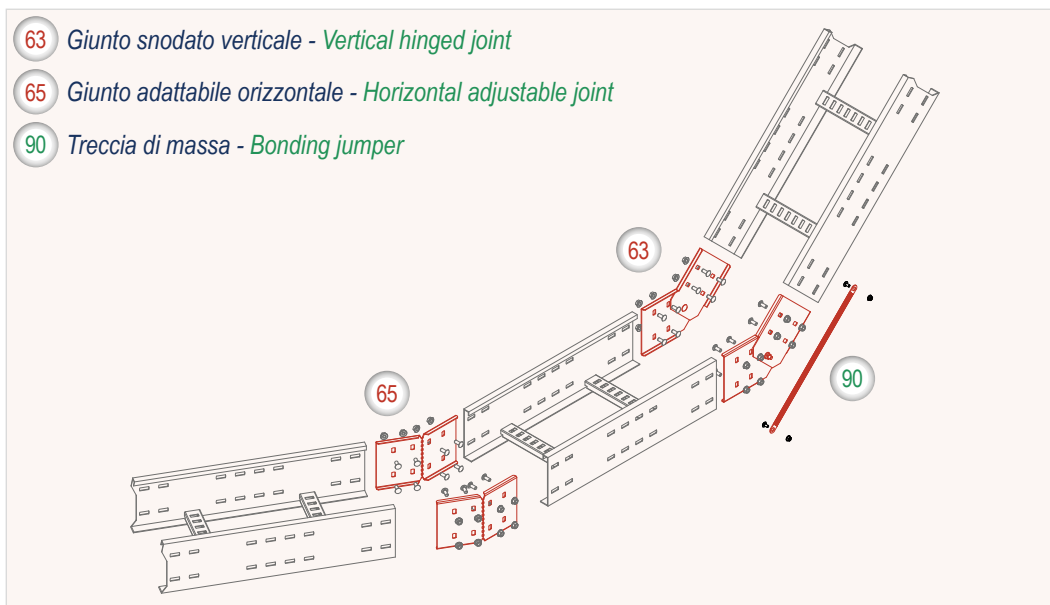 63 Giunto snodato verticale - Vertical hinged joint
65 Giunto adattabile orizzontale - Horizontal adjustable joint
90 Treccia di massa - Bonding jumper
63
65
90